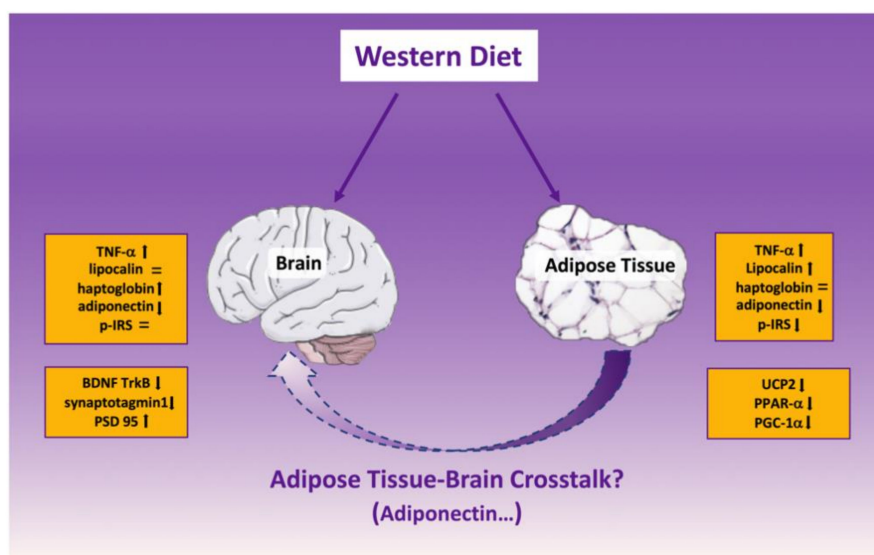 Western Diet
TNF-α ↑
lipocalin =
haptoglobin ↑
adiponectin ↓
p-IRS =
Brain
Adipose Tissue
TNF-α ↑
Lipocalin ↑
haptoglobin =
adiponectin ↓
p-IRS ↓
BDNF TrkB ↓
synaptotagmin1↓
PSD 95 ↑
UCP2 ↓
PPAR-α ↓
PGC-1α ↓
Adipose Tissue-Brain Crosstalk?
(Adiponectin...)